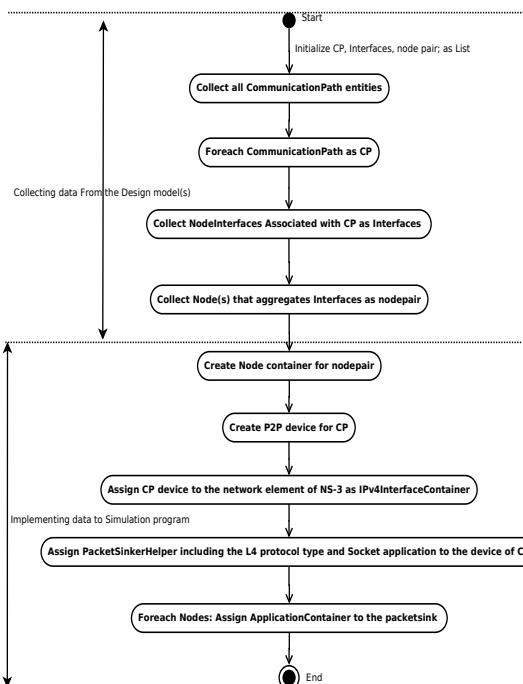 Start
Initialize CP, Interfaces, node pair; as List
Collect all CommunicationPath entities
Foreach CommunicationPath as CP
Collecting data From the Design model(s)
Collect NodeInterfaces Associated with CP as Interfaces
Collect Node(s) that aggregates Interfaces as nodepair
Create Node container for nodepair
Create P2P device for CP
Assign CP device to the network element of NS-3 as IPv4InterfaceContainer
Implementing data to Simulation program
Assign PacketSinkerHelper including the L4 protocol type and Socket application to the device of
Foreach Nodes: Assign ApplicationContainer to the packetsink
End